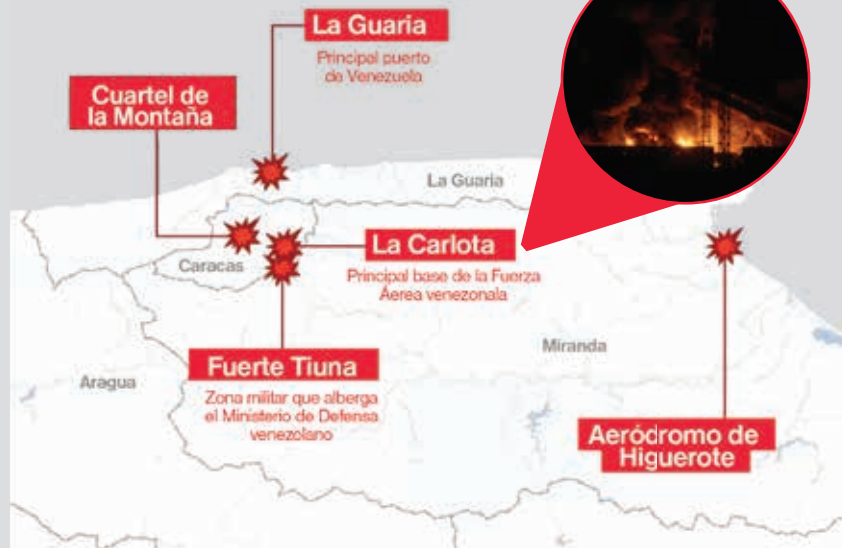 La Guaria
Principal puerto
de Venezuela
Cuartel de
la Montaña
La Guaria
La Carlota
Principal base de la Fuerza
Áerea venezonala
Caracas
Fuerte Tiuna
Zona militar que alberga
el Ministerio de Defensa
venezolano
Miranda
Aragua
Aeródromo de
Higuerote